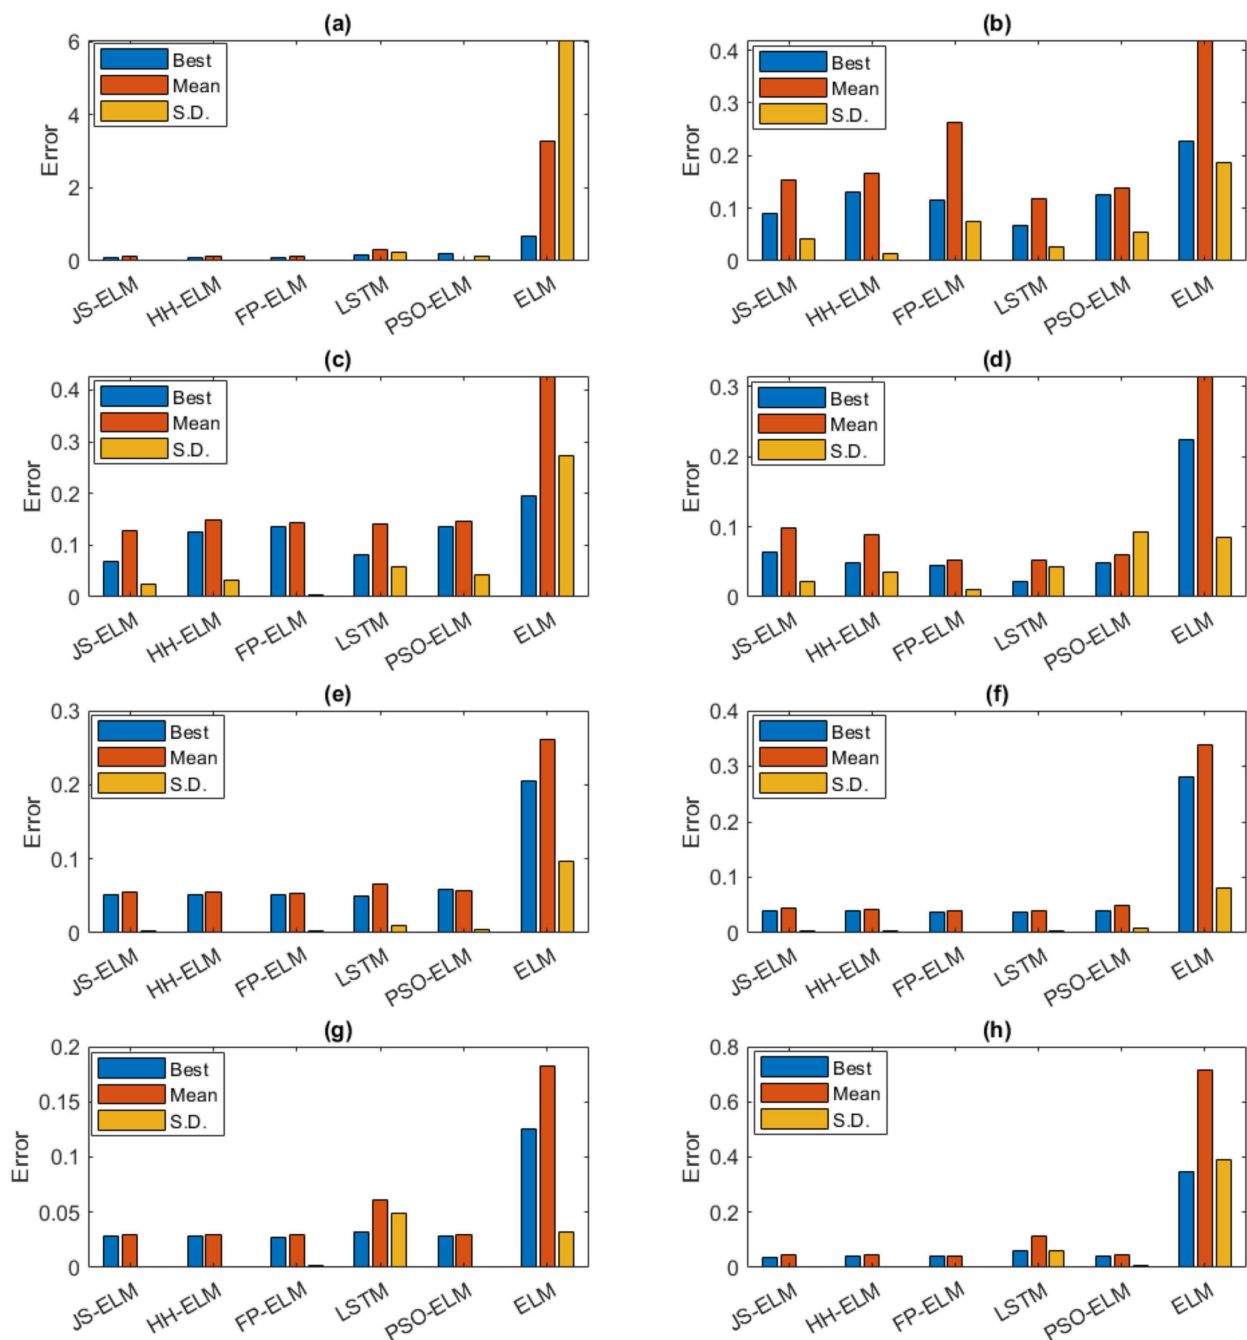 (a)
6
4
2
0
Error
Best
Mean
S.D.
JS-ELM
HH-ELM
FP-ELM
LSTM
PSO-ELM
ELM
(b)
0.4
0.3
0.2
0.1
0
Error
Best
Mean
S.D.
JS-ELM
HH-ELM
FP-ELM
LSTM
PSO-ELM
ELM
(c)
0.4
0.3
0.2
0.1
0
Error
Best
Mean
S.D.
JS-ELM
HH-ELM
FP-ELM
LSTM
PSO-ELM
ELM
(d)
0.3
0.2
0.1
0
Error
Best
Mean
S.D.
JS-ELM
HH-ELM
FP-ELM
LSTM
PSO-ELM
ELM
(e)
0.3
0.2
0.1
0
Error
Best
Mean
S.D.
JS-ELM
HH-ELM
FP-ELM
LSTM
PSO-ELM
ELM
(f)
0.4
0.3
0.2
0.1
0
Error
Best
Mean
S.D.
JS-ELM
HH-ELM
FP-ELM
LSTM
PSO-ELM
ELM
(g)
0.2
0.15
0.1
0.05
0
Error
Best
Mean
S.D.
JS-ELM
HH-ELM
FP-ELM
LSTM
PSO-ELM
ELM
(h)
0.8
0.6
0.4
0.2
0
Error
Best
Mean
S.D.
JS-ELM
HH-ELM
FP-ELM
LSTM
PSO-ELM
ELM